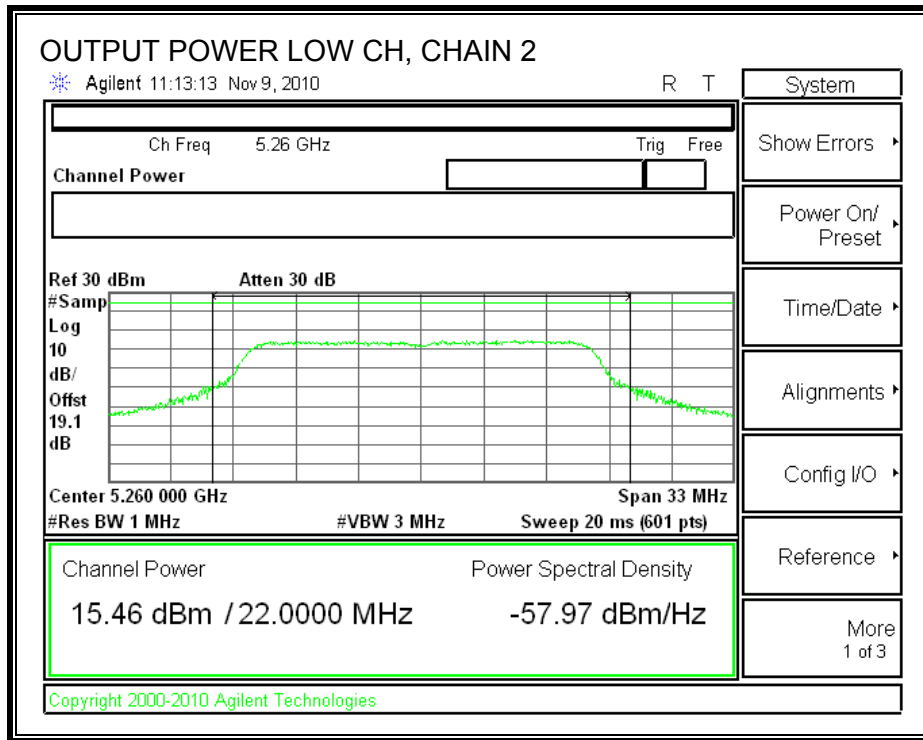 OUTPUT POWER LOW CH, CHAIN 2
Agilent 11:13:13 Nov 9, 2010 R T
System
Ch Freq 5.26 GHz Trig Free
Channel Power
Show Errors
Power On/
Preset
Ref 30 dBm Atten 30 dB
#Samp
Log
10
dB/
Offst
19.1
dB
Time/Date
Alignments
Config I/O
Center 5.260 000 GHz Span 33 MHz
#Res BW 1 MHz #VBW 3 MHz Sweep 20 ms (601 pts)
Channel Power Power Spectral Density
15.46 dBm / 22.0000 MHz -57.97 dBm/Hz
Reference
More
1 of 3
Copyright 2000-2010 Agilent Technologies